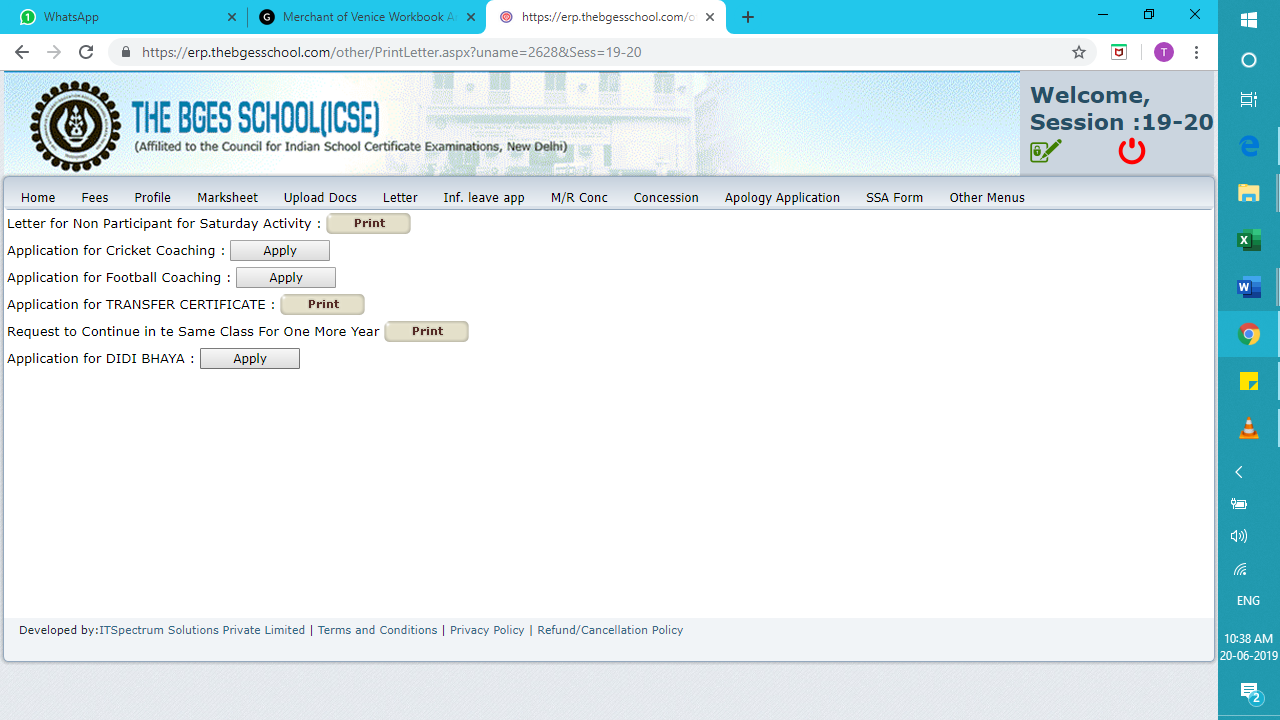 WhatsApp
Merchant of Venice Workbook A
https://erp.thebgesschool.com/o
https://erp.thebgesschool.com/other/PrintLetter.aspx?uname=2628&Sess=19-20
T
THE BGES SCHOOL(ICSE)
(Affilited to the Council for Indian School Certificate Examinations, New Delhi)
Welcome,
Session :19-20
Home Fees Profile Marksheet Upload Docs Letter Inf. leave app M/R Conc Concession Apology Application SSA Form Other Menus
Letter for Non Participant for Saturday Activity : Print
Application for Cricket Coaching : Apply
Application for Football Coaching : Apply
Application for TRANSFER CERTIFICATE : Print
Request to Continue in te Same Class For One More Year Print
Application for DIDI BHAYA : Apply
Developed by:ITSpectrum Solutions Private Limited | Terms and Conditions | Privacy Policy | Refund/Cancellation Policy
ENG
10:38 AM
20-06-2019
2